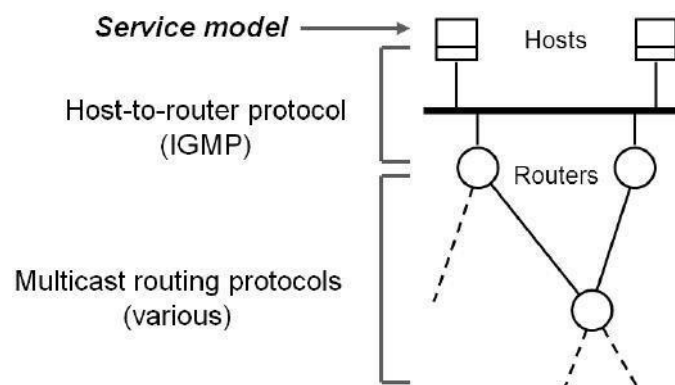 Service model
Hosts
Host-to-router protocol
(IGMP)
Routers
Multicast routing protocols
(various)